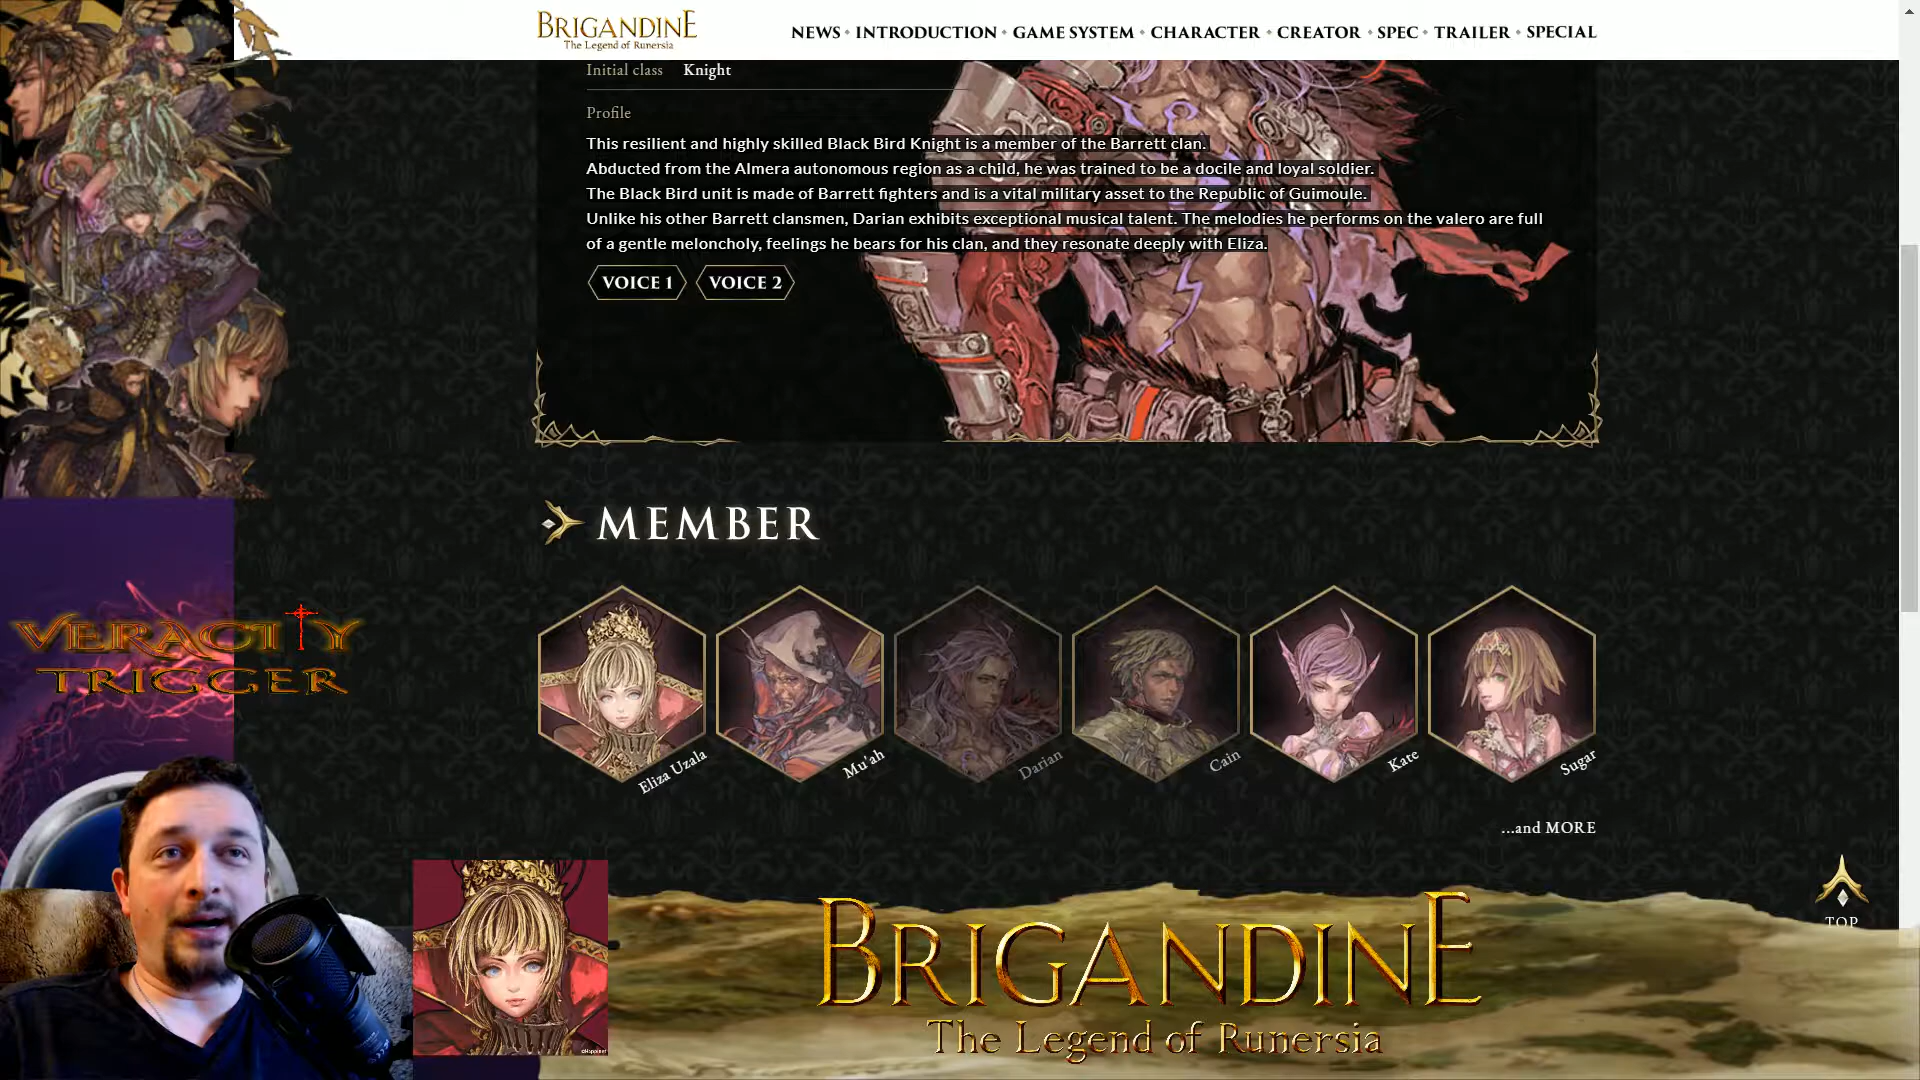 BRIGANDINE
The Legend of Runersia
NEWS • INTRODUCTION • GAME SYSTEM • CHARACTER • CREATOR • SPEC • TRAILER • SPECIAL
Initial class Knight
Profile
This resilient and highly skilled Black Bird Knight is a member of the Barrett clan.
Abducted from the Almera autonomous region as a child, he was trained to be a docile and loyal soldier.
The Black Bird unit is made of Barrett fighters and is a vital military asset to the Republic of Guimoule.
Unlike his other Barrett clansmen, Darian exhibits exceptional musical talent. The melodies he performs on the valero are full
of a gentle meloncholy, feelings he bears for his clan, and they resonate deeply with Eliza.
VOICE 1 VOICE 2
MEMBER
Eliza Uzala
Mu'ah
Darian
Cain
Kate
Sugar
...and MORE
TOP
VERACITY
TRIGGER
©Happinet
BRIGANDINE
The Legend of Runersia